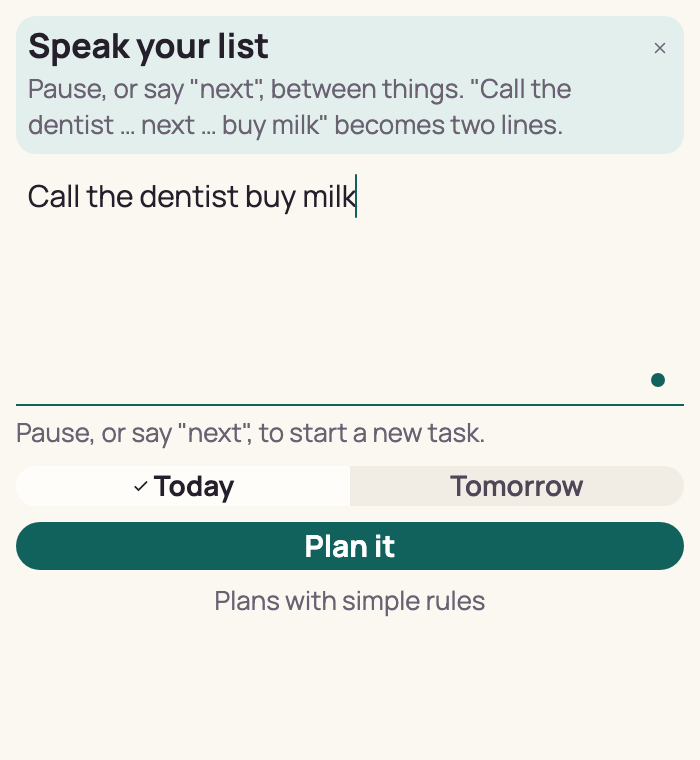 Speak your list
Pause, or say "next", between things. "Call the
dentist ... next ... buy milk" becomes two lines.
Call the dentist buy milk
Pause, or say "next", to start a new task.
Today
Tomorrow
Plan it
Plans with simple rules